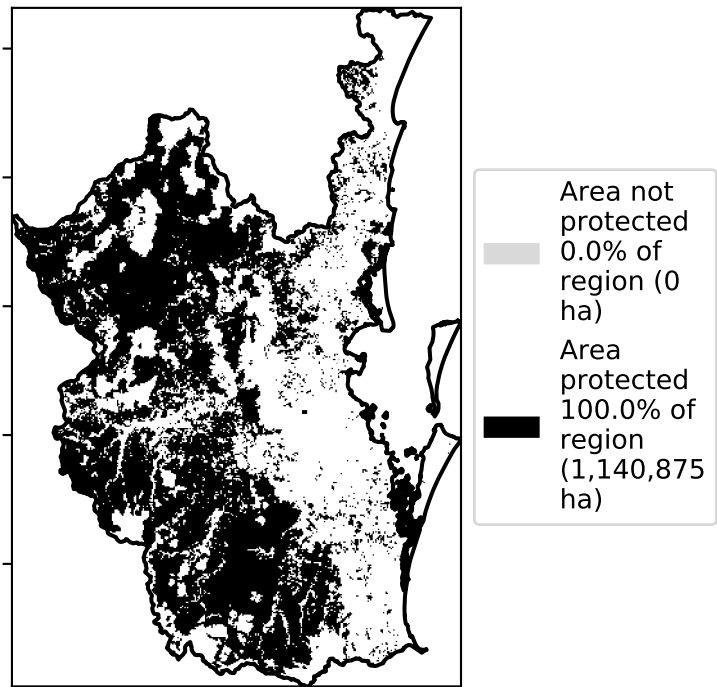 Area not
protected
0.0% of
region (0
ha)
Area
protected
100.0% of
region
(1,140,875
ha)